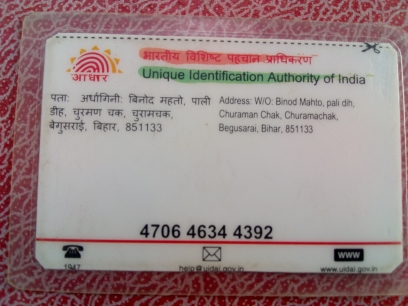 भारतीय विशिष्ट पहचान प्राधिकरण
आधार
Unique Identification Authority of India
पता: अर्धांगिनी: बिनोद महतो, पाली
डीह, चुरमण चक, चुरामचक,
बेगुसराई, बिहार, 851133
Address: W/O: Binod Mahto, pali dih,
Churaman Chak, Churamachak,
Begusarai, Bihar, 851133
4706 4634 4392
WWW
1947
help@uidai.gov.in
www.uidai.gov.in